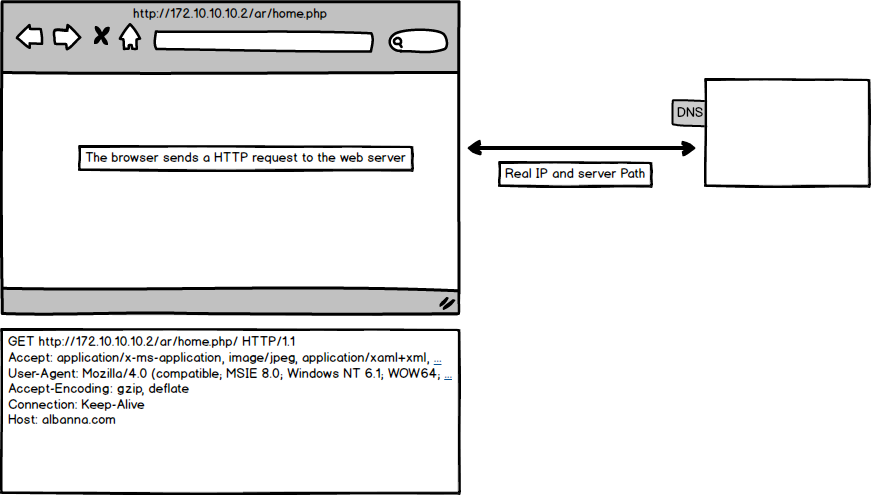 http://172.10.10.10.2/ar/home.php
The browser sends a HTTP request to the web server
DNS
Real IP and server Path
GET http://172.10.10.10.2/ar/home.php/ HTTP/1.1
Accept: application/x-ms-application, image/jpeg, application/xaml+xml, ...
User-Agent: Mozilla/4.0 (compatible; MSIE 8.0; Windows NT 6.1; WOW64; ...
Accept-Encoding: gzip, deflate
Connection: Keep-Alive
Host: albanna.com